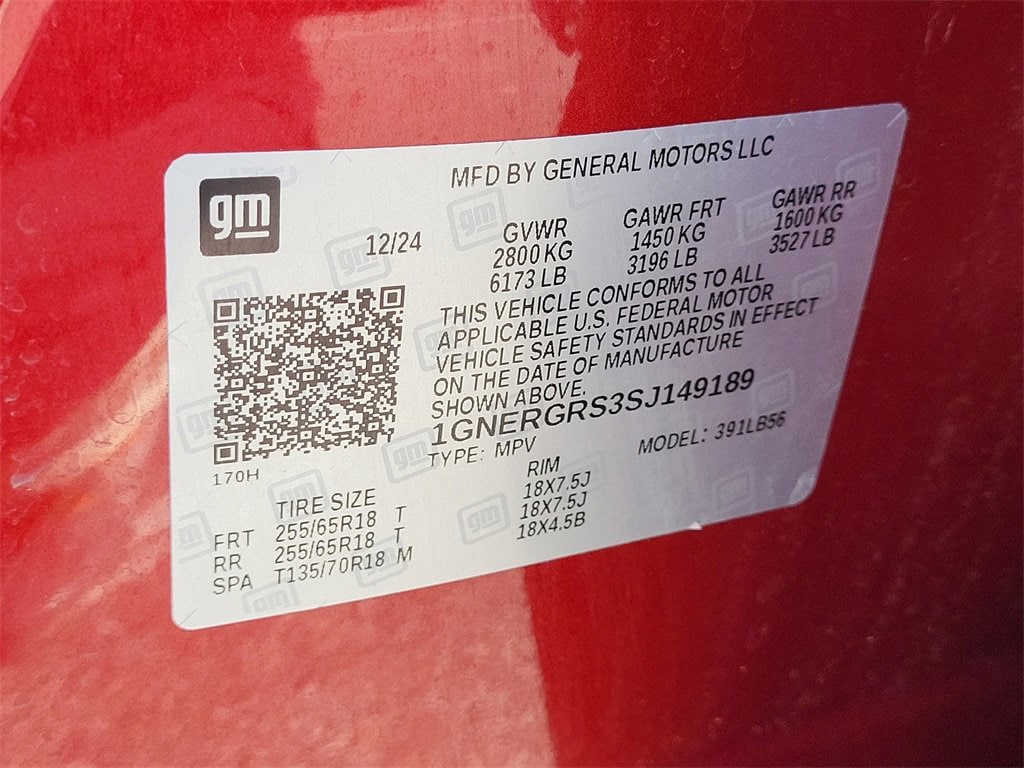 gm
MFD BY GENERAL MOTORS LLC
12/24
GVWR
2800 KG
6173 LB
GAWR FRT
1450 KG
3196 LB
GAWR RR
1600 KG
3527 LB
THIS VEHICLE CONFORMS TO ALL
APPLICABLE U.S. FEDERAL MOTOR
VEHICLE SAFETY STANDARDS IN EFFECT
ON THE DATE OF MANUFACTURE
SHOWN ABOVE.
1GNERGRS3SJ149189
TYPE: MPV
MODEL: 391LB56
170H
TIRE SIZE
RIM
FRT 255/65R18 T 18X7.5J
RR 255/65R18 T 18X7.5J
SPA T135/70R18 M 18X4.5B